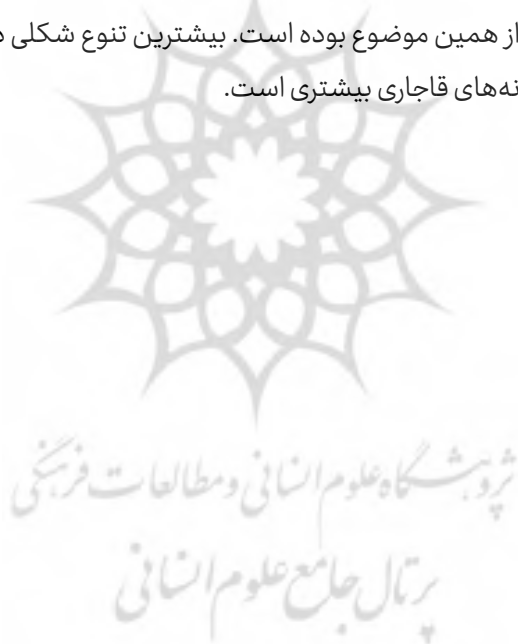 از همین موضوع بوده است. بیشترین تنوع شکلی د
نه‌های قاجاری بیشتری است.
پژوهشگاه علوم انسانی و مطالعات فرهنگی
پرتال جامع علوم انسانی